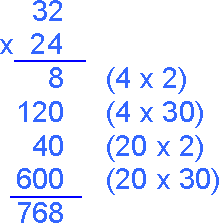 32
x 24
8 (4 x 2)
120 (4 x 30)
40 (20 x 2)
600 (20 x 30)
768